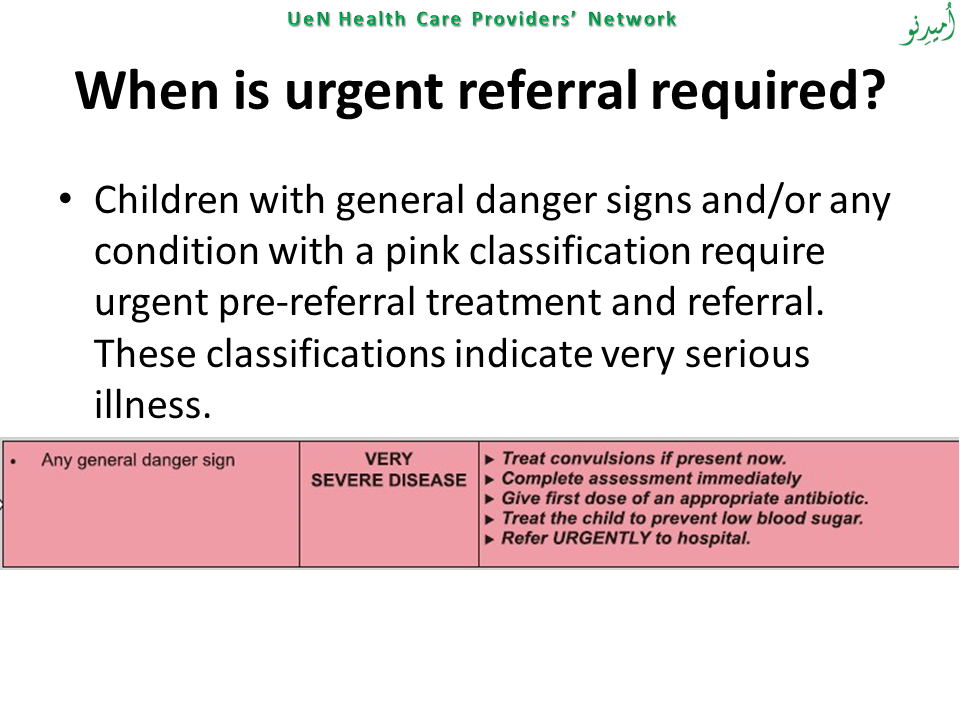 UeN Health Care Providers’ Network
اُمیدِنو
When is urgent referral required?
• Children with general danger signs and/or any
condition with a pink classification require
urgent pre-referral treatment and referral.
These classifications indicate very serious
illness.
• Any general danger sign
VERY
SEVERE DISEASE
► Treat convulsions if present now.
► Complete assessment immediately
► Give first dose of an appropriate antibiotic.
► Treat the child to prevent low blood sugar.
► Refer URGENTLY to hospital.